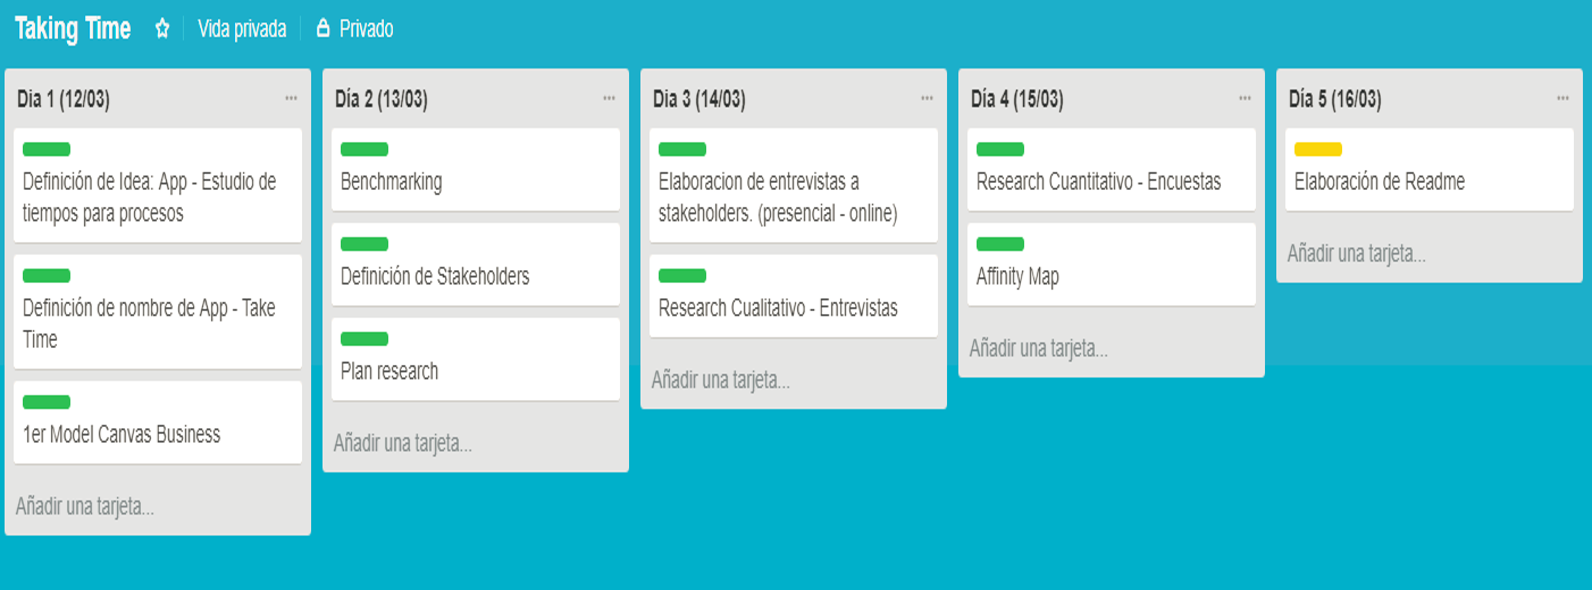 Taking Time
Vida privada
Privado
Dia 1 (12/03)
Definición de Idea: App - Estudio de
tiempos para procesos
Definición de nombre de App - Take
Time
1er Model Canvas Business
Añadir una tarjeta...
Día 2 (13/03)
Benchmarking
Definición de Stakeholders
Plan research
Añadir una tarjeta...
Dia 3 (14/03)
Elaboracion de entrevistas a
stakeholders. (presencial - online)
Research Cualitativo - Entrevistas
Añadir una tarjeta...
Día 4 (15/03)
Research Cuantitativo - Encuestas
Affinity Map
Añadir una tarjeta...
Día 5 (16/03)
Elaboración de Readme
Añadir una tarjeta...